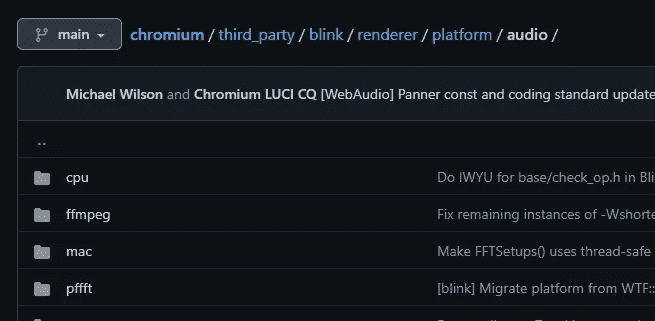 main chromium / third_party / blink / renderer / platform / audio /
Michael Wilson and Chromium LUCI CQ [WebAudio] Panner const and coding standard update
..
cpu Do IWYU for base/check_op.h in Bli
ffmpeg Fix remaining instances of -Wshorte
mac Make FFTSetups() uses thread-safe
pffft [blink] Migrate platform from WTF::